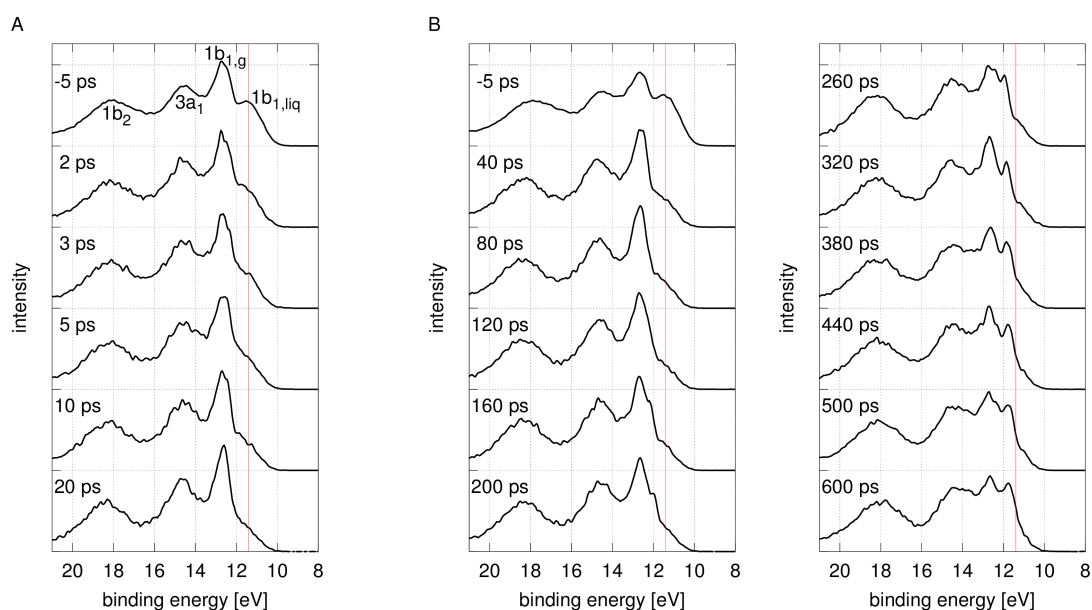 A
B
intensity
-5 ps
1b2
3a1
1b1,g
1b1,liq
2 ps
3 ps
5 ps
10 ps
20 ps
20 18 16 14 12 10 8
binding energy [eV]
intensity
-5 ps
40 ps
80 ps
120 ps
160 ps
200 ps
20 18 16 14 12 10 8
binding energy [eV]
intensity
260 ps
320 ps
380 ps
440 ps
500 ps
600 ps
20 18 16 14 12 10 8
binding energy [eV]